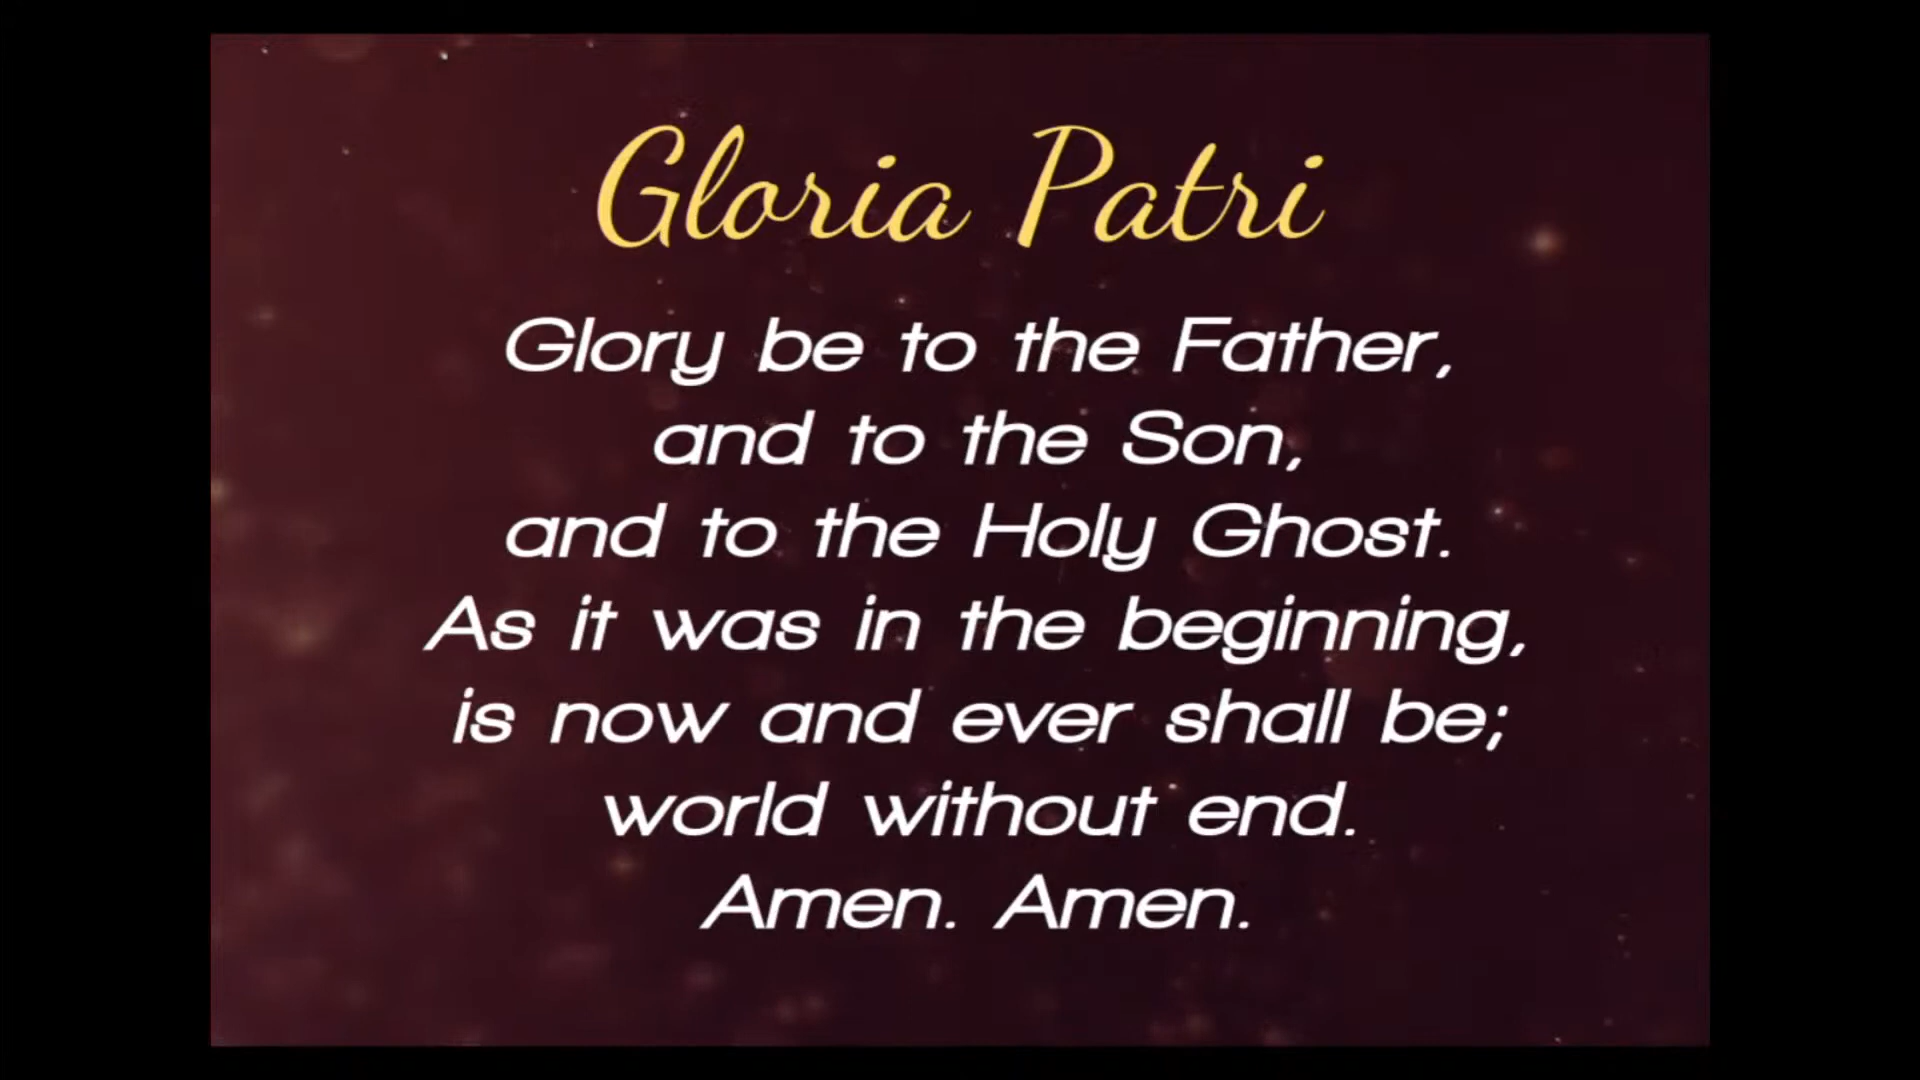 Gloria Patri
Glory be to the Father,
and to the Son,
and to the Holy Ghost.
As it was in the beginning,
is now and ever shall be;
world without end.
Amen. Amen.